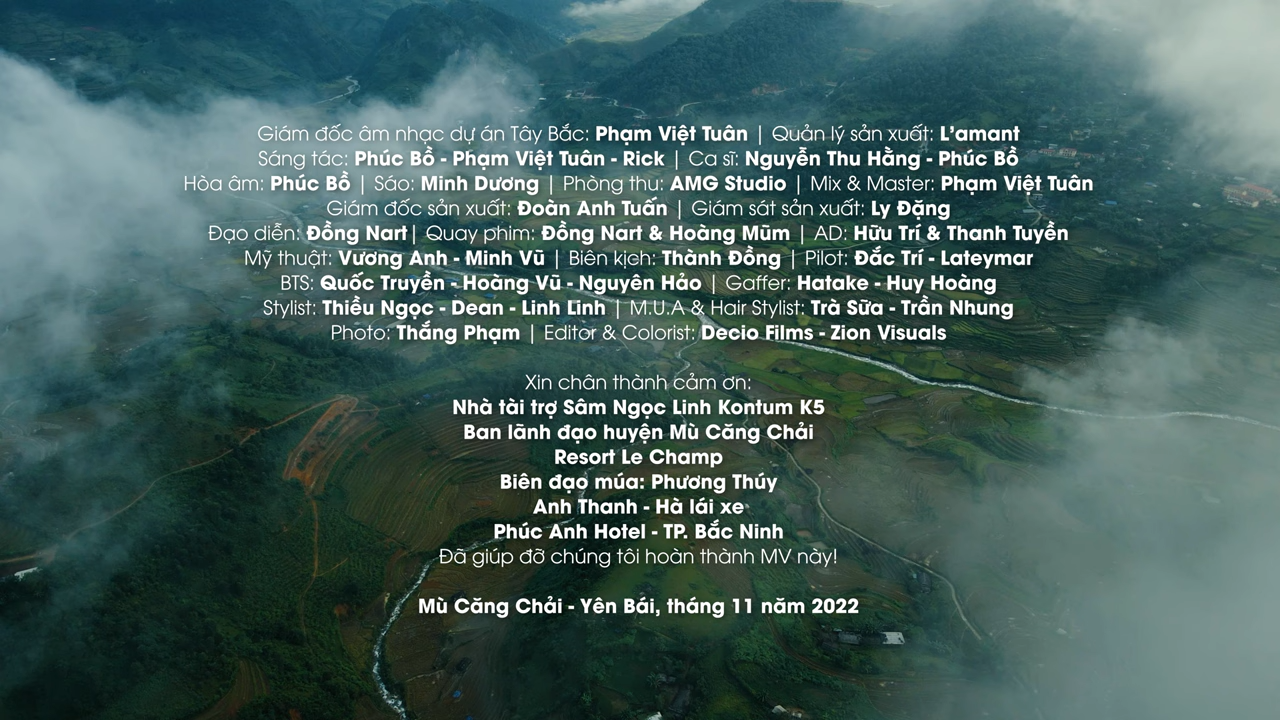 Giám đốc âm nhạc dự án Tây Bắc: Phạm Việt Tuân | Quản lý sản xuất: L’amant
Sáng tác: Phúc Bồ - Phạm Việt Tuân - Rick | Ca sĩ: Nguyễn Thu Hằng - Phúc Bồ
Hòa âm: Phúc Bồ | Sáo: Minh Dương | Phòng thu: AMG Studio | Mix & Master: Phạm Việt Tuân
Giám đốc sản xuất: Đoàn Anh Tuấn | Giám sát sản xuất: Ly Đặng
Đạo diễn: Đồng Nart| Quay phim: Đồng Nart & Hoàng Mũm | AD: Hữu Trí & Thanh Tuyền
Mỹ thuật: Vương Anh - Minh Vũ | Biên kịch: Thành Đồng | Pilot: Đắc Trí - Lateymar
BTS: Quốc Truyền - Hoàng Vũ - Nguyên Hảo | Gaffer: Hatake - Huy Hoàng
Stylist: Thiều Ngọc - Dean - Linh Linh | M.U.A & Hair Stylist: Trà Sữa - Trần Nhung
Photo: Thắng Phạm | Editor & Colorist: Decio Films - Zion Visuals
Xin chân thành cảm ơn:
Nhà tài trợ Sâm Ngọc Linh Kontum K5
Ban lãnh đạo huyện Mù Căng Chải
Resort Le Champ
Biên đạo múa: Phương Thúy
Anh Thanh - Hà lái xe
Phúc Anh Hotel - TP. Bắc Ninh
Đã giúp đỡ chúng tôi hoàn thành MV này!
Mù Căng Chải - Yên Bái, tháng 11 năm 2022